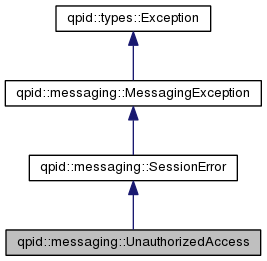 qpid::types::Exception
qpid::messaging::MessagingException
qpid::messaging::SessionError
qpid::messaging::UnauthorizedAccess